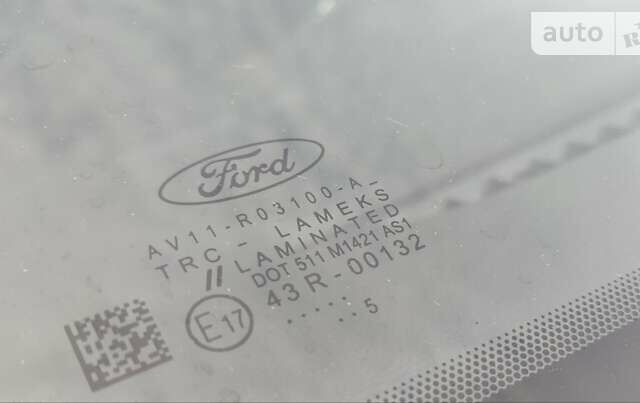 auto
Ford
AV11-R03100-A-
TRC - LAMEKS
// LAMINATED
DOT 511 M1421 AS1
43R-00132
E17
.....
..5